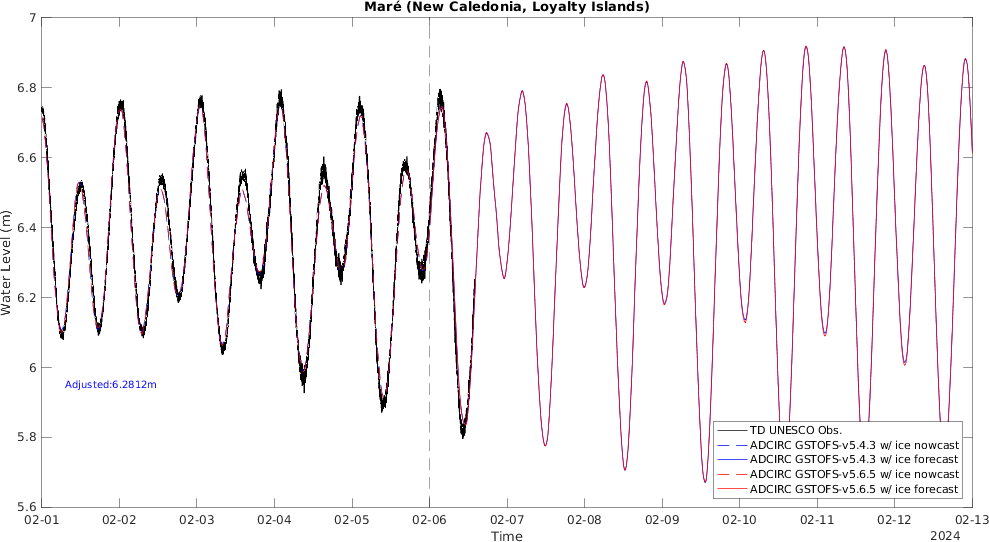 Maré (New Caledonia, Loyalty Islands)
7
6.8
6.6
6.4
6.2
6
5.8
5.6
Water Level (m)
Adjusted:6.2812m
TD UNESCO Obs.
ADCIRC GSTOFS-v5.4.3 w/ ice nowcast
ADCIRC GSTOFS-v5.4.3 w/ ice forecast
ADCIRC GSTOFS-v5.6.5 w/ ice nowcast
ADCIRC GSTOFS-v5.6.5 w/ ice forecast
02-01 02-02 02-03 02-04 02-05 02-06 02-07 02-08 02-09 02-10 02-11 02-12 02-13
Time
2024